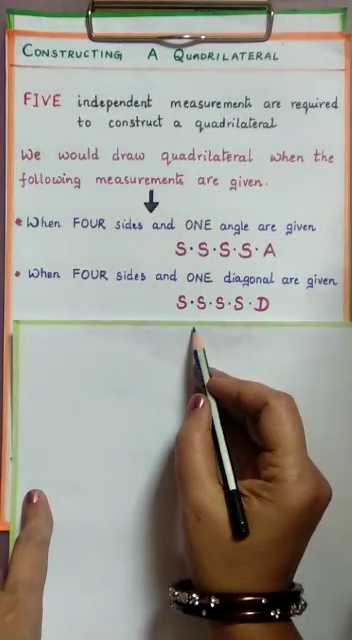 CONSTRUCTING A QUADRILATERAL
FIVE independent measurements are required
to construct a quadrilateral
We would draw quadrilateral when the
following measurements are given.
* When FOUR sides and ONE angle are given
S.S.S.S.A
* When FOUR sides and ONE diagonal are given
S.S.S.S.D